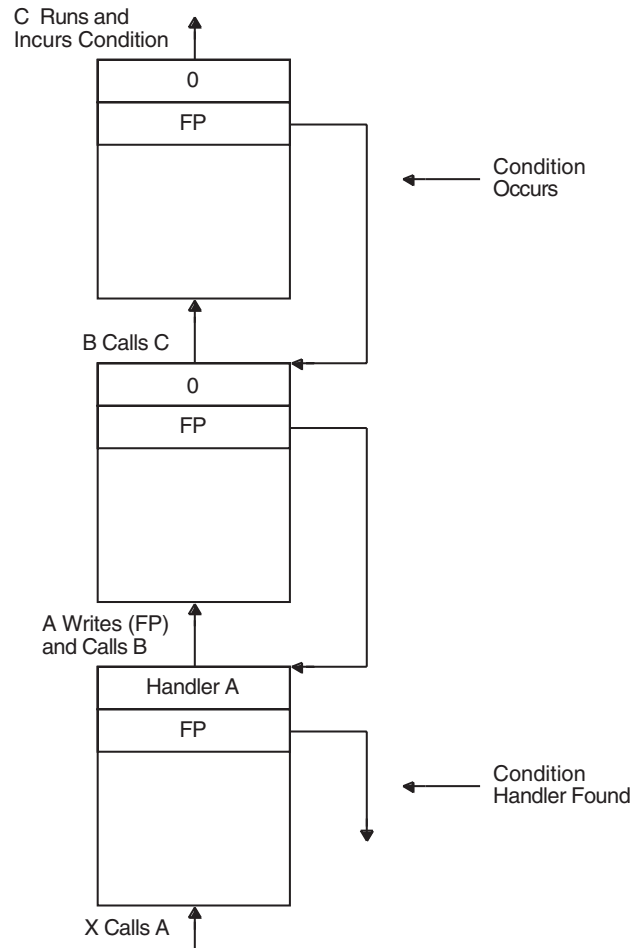 C Runs and
Incurs Condition
0
FP
Condition
Occurs
B Calls C
0
FP
A Writes (FP)
and Calls B
Handler A
FP
Condition
Handler Found
X Calls A